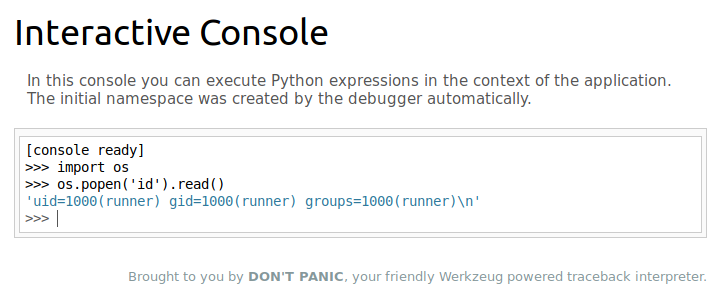 Interactive Console
In this console you can execute Python expressions in the context of the application.
The initial namespace was created by the debugger automatically.
[console ready]
>>> import os
>>> os.popen('id').read()
'uid=1000(runner) gid=1000(runner) groups=1000(runner)\n'
>>>
Brought to you by DON'T PANIC, your friendly Werkzeug powered traceback interpreter.